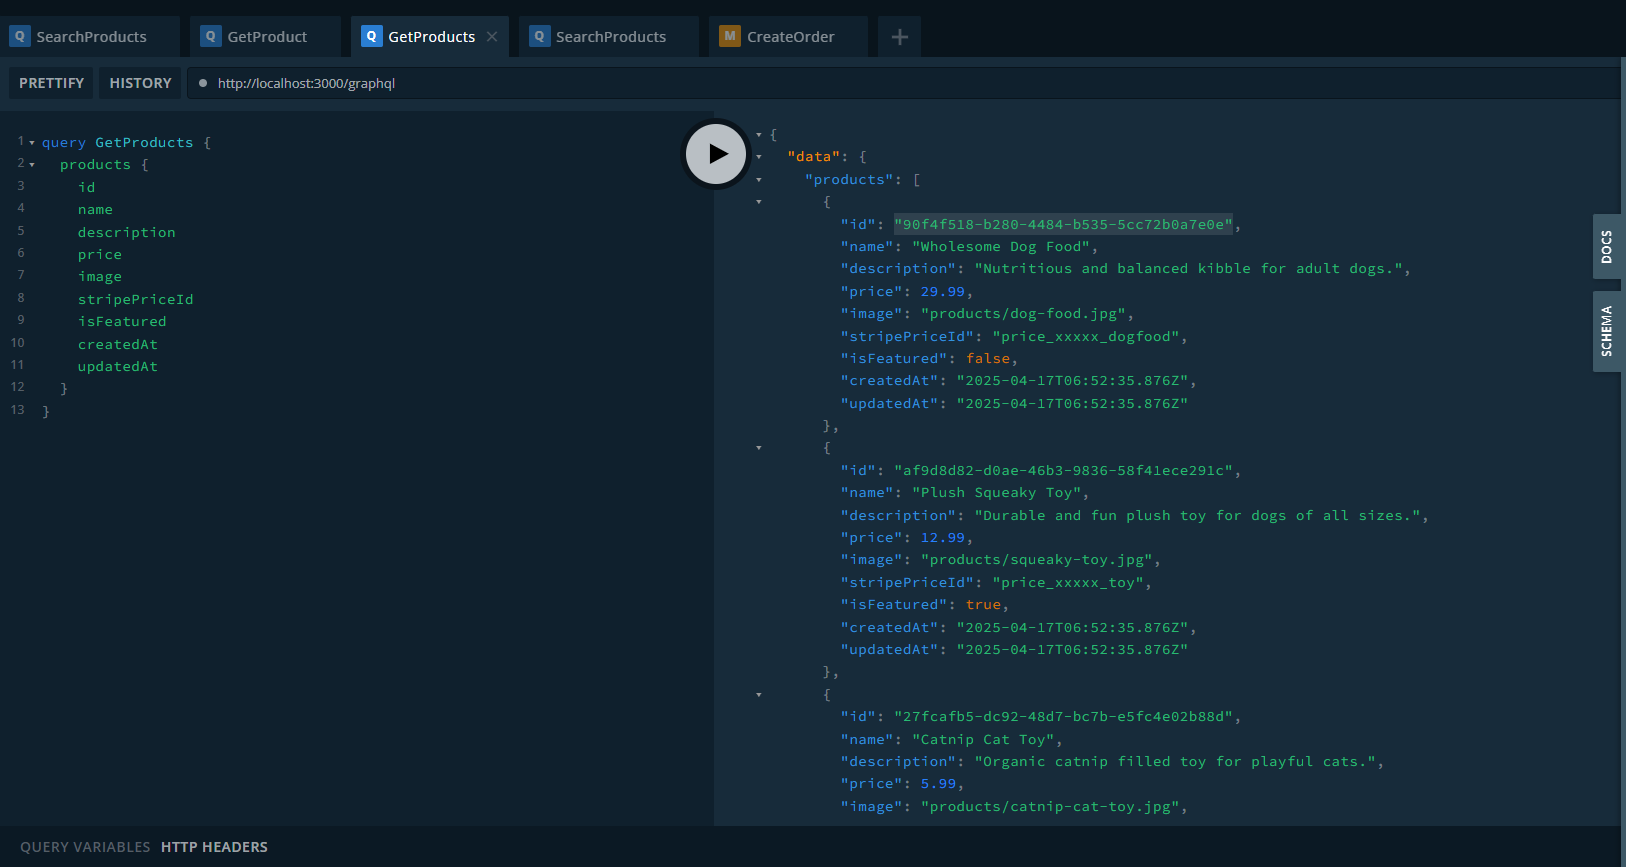 Q SearchProducts Q GetProduct Q GetProducts × Q SearchProducts M CreateOrder +
PRETTIFY HISTORY http://localhost:3000/graphql
1 query GetProducts {
2 products {
3 id
4 name
5 description
6 price
7 image
8 stripePriceId
9 isFeatured
10 createdAt
11 updatedAt
12 }
13 }
{
"data": {
"products": [
{
"id": "90f4f518-b280-4484-b535-5cc72b0a7e0e",
"name": "Wholesome Dog Food",
"description": "Nutritious and balanced kibble for adult dogs.",
"price": 29.99,
"image": "products/dog-food.jpg",
"stripePriceId": "price_xxxxx_dogfood",
"isFeatured": false,
"createdAt": "2025-04-17T06:52:35.876Z",
"updatedAt": "2025-04-17T06:52:35.876Z"
},
{
"id": "af9d8d82-d0ae-46b3-9836-58f41ece291c",
"name": "Plush Squeaky Toy",
"description": "Durable and fun plush toy for dogs of all sizes.",
"price": 12.99,
"image": "products/squeaky-toy.jpg",
"stripePriceId": "price_xxxxx_toy",
"isFeatured": true,
"createdAt": "2025-04-17T06:52:35.876Z",
"updatedAt": "2025-04-17T06:52:35.876Z"
},
{
"id": "27fcafb5-dc92-48d7-bc7b-e5fc4e02b88d",
"name": "Catnip Cat Toy",
"description": "Organic catnip filled toy for playful cats.",
"price": 5.99,
"image": "products/catnip-cat-toy.jpg",
DOCS
SCHEMA
QUERY VARIABLES HTTP HEADERS